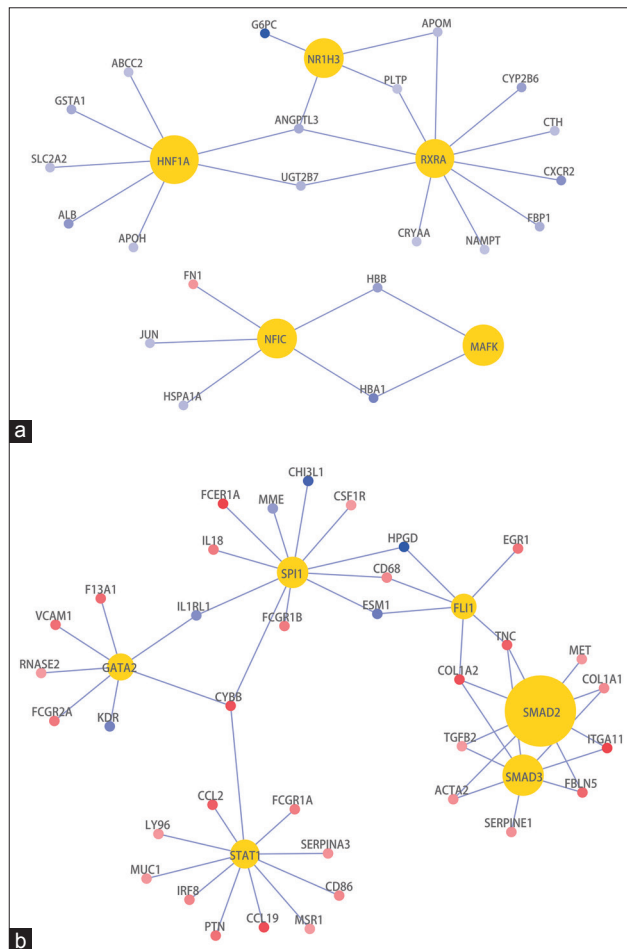 G6PC
APOM
NR1H3
ABCC2
PLTP
CYP2B6
GSTA1
ANGPTL3
CTH
SLC2A2
HNF1A
RXRA
UGT2B7
CXCR2
ALB
FBP1
APOH
CRYAA
NAMPT
FN1
HBB
JUN
NFIC
MAFK
HSPA1A
HBA1
a
CHI3L1
FCER1A
MME
CSF1R
IL18
HPGD
EGR1
SPI1
CD68
F13A1
IL1RL1
ESM1
FLI1
VCAM1
FCGR1B
TNC
RNASE2
GATA2
MET
COL1A2
COL1A1
FCGR2A
KDR
CYBB
SMAD2
TGFB2
ITGA11
SMAD3
FBLN5
ACTA2
CCL2
FCGR1A
SERPINE1
LY96
SERPINA3
STAT1
MUC1
IRF8
CD86
PTN
CCL19
MSR1
b